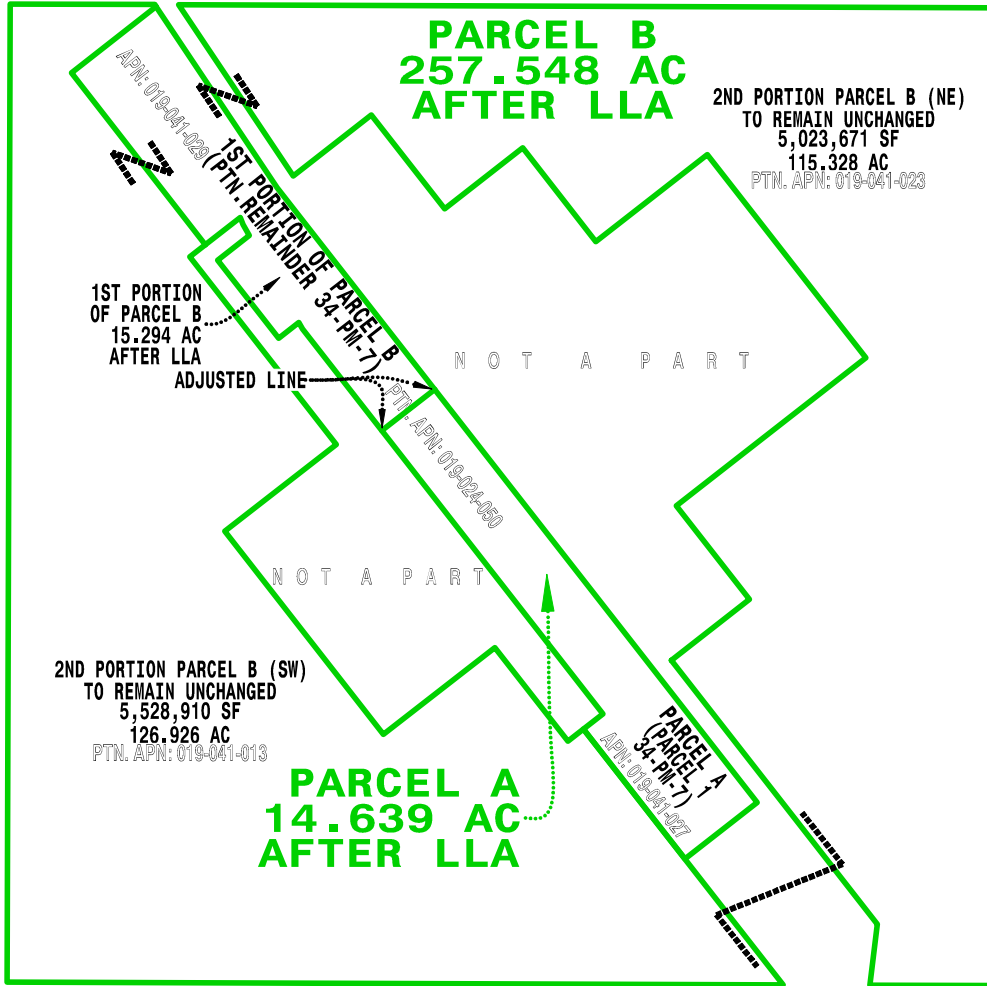 PARCEL B
257.548 AC
AFTER LLA
2ND PORTION PARCEL B (NE)
TO REMAIN UNCHANGED
5,023,671 SF
115.328 AC
PTN. APN: 019-041-023
APN: 019-041-029
1ST PORTION OF PARCEL B
(PTN. REMAINDER 34-PM-7)
1ST PORTION
OF PARCEL B
15.294 AC
AFTER LLA
ADJUSTED LINE
NOT A PART
PTN. APN: 019-024-050
NOT A PART
2ND PORTION PARCEL B (SW)
TO REMAIN UNCHANGED
5,528,910 SF
126.926 AC
PTN. APN: 019-041-013
PARCEL A
(PARCEL 1
34-PM-7)
APN: 019-041-027
PARCEL A
14.639 AC
AFTER LLA